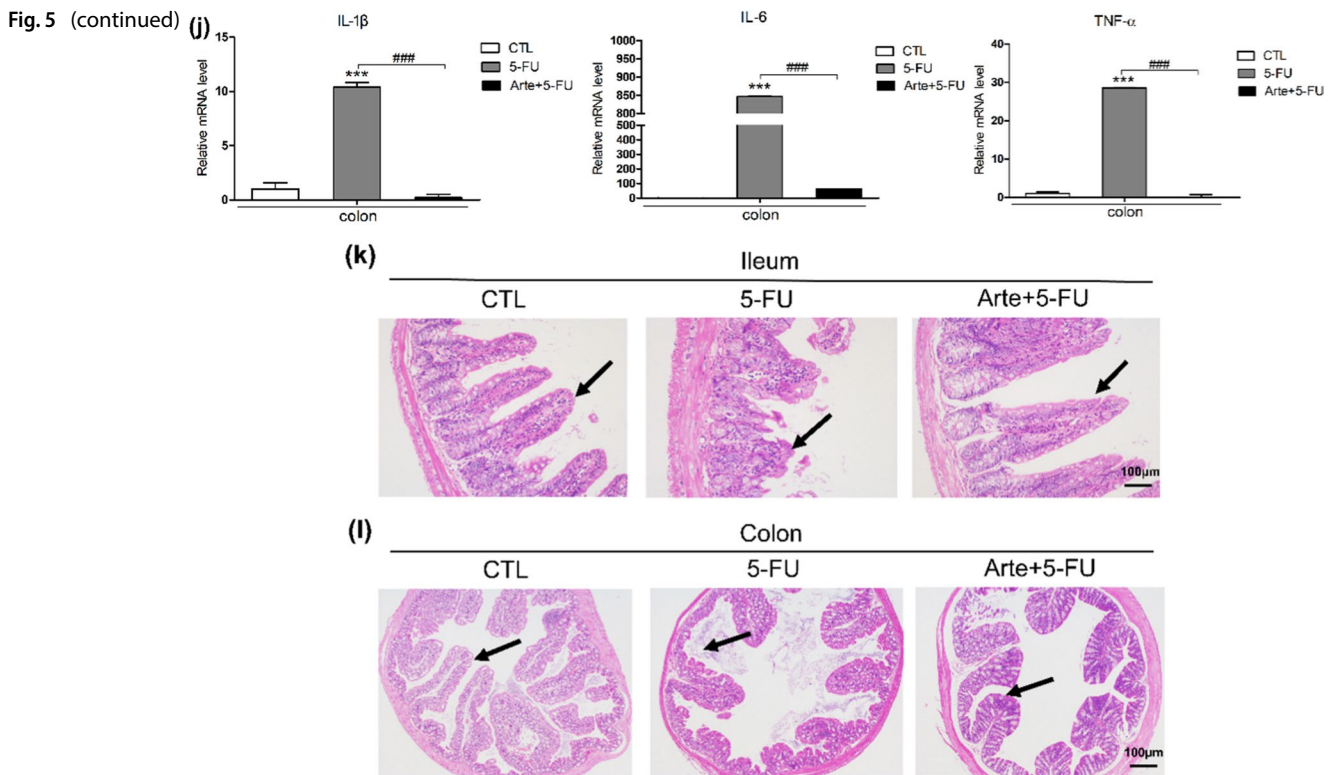 Fig. 5 (continued)
(j)
IL-1β
Relative mRNA level
15
10
5
0
***
###
CTL
5-FU
Arte+5-FU
colon
IL-6
Relative mRNA level
1000
950
900
850
800
500
400
300
200
100
0
***
###
CTL
5-FU
Arte+5-FU
colon
TNF-α
Relative mRNA level
40
30
20
10
0
***
###
CTL
5-FU
Arte+5-FU
colon
(k)
Ileum
CTL 5-FU Arte+5-FU
100μm
(l)
Colon
CTL 5-FU Arte+5-FU
100μm